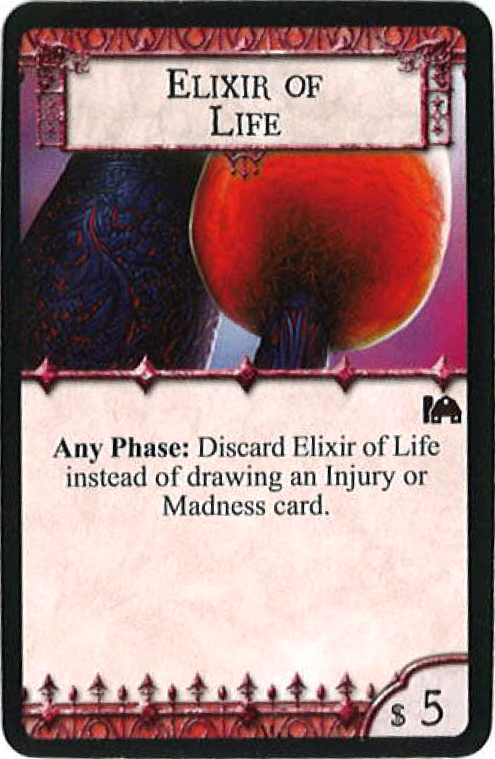 ELIXIR OF
LIFE
Any Phase: Discard Elixir of Life
instead of drawing an Injury or
Madness card.
$ 5